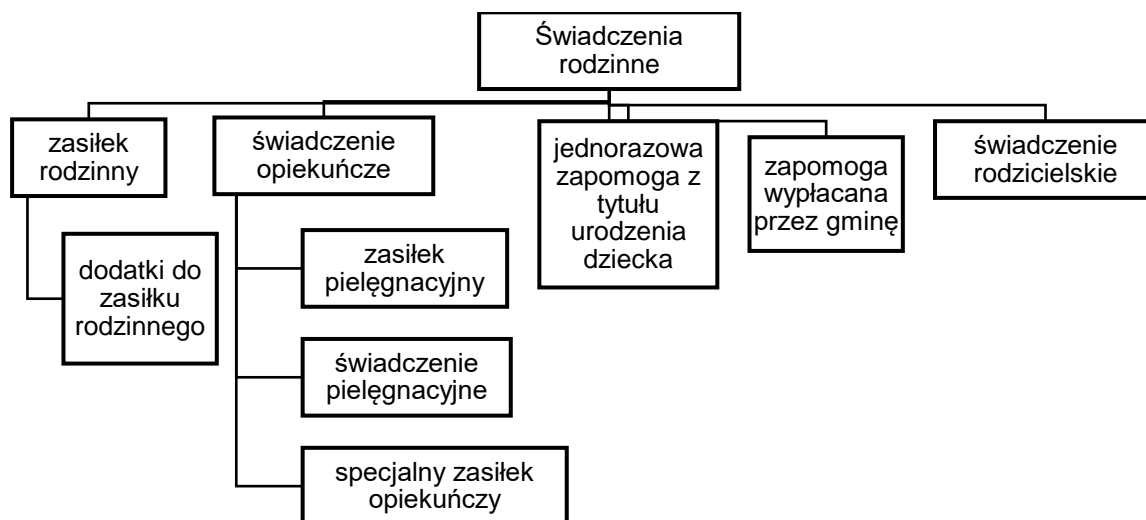 Świadczenia
rodzinne
zasiłek
rodzinny
dodatki do
zasiłku
rodzinnego
świadczenie
opiekuńcze
zasiłek
pielęgnacyjny
świadczenie
pielęgnacyjne
specjalny zasiłek
opiekuńczy
jednorazowa
zapomoga z
tytułu
urodzenia
dziecka
zapomoga
wypłacana
przez gminę
świadczenie
rodzicielskie